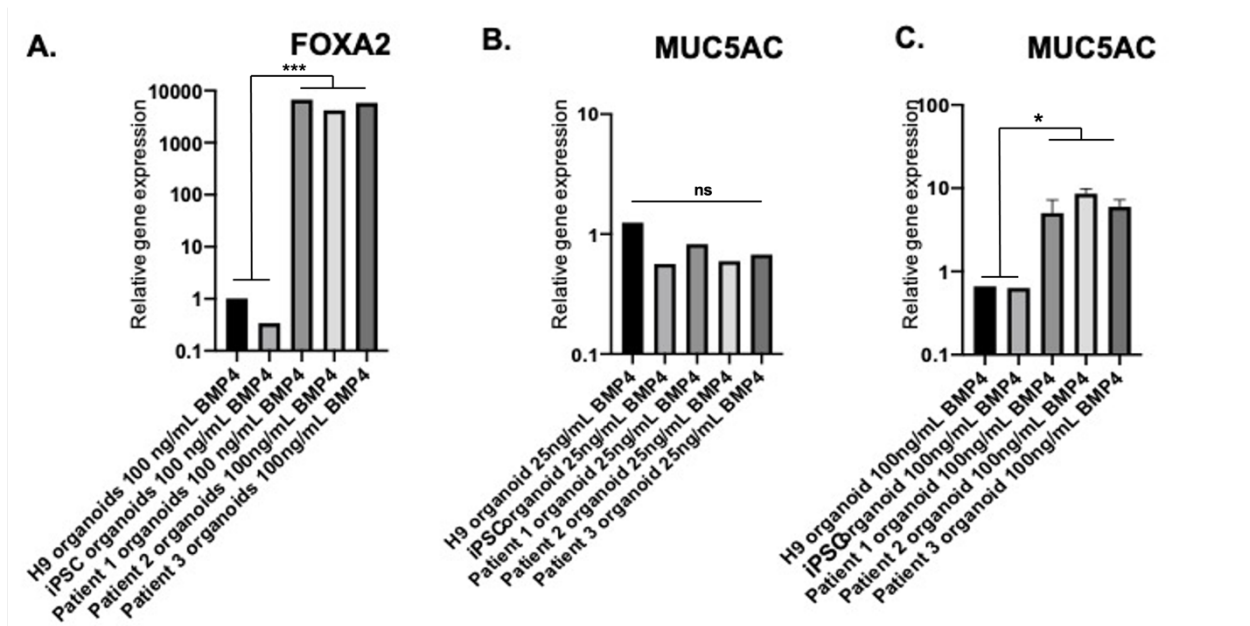 A.
FOXA2
***
Relative gene expression
10000
1000
100
10
1
0.1
H9 organoids 100 ng/mL BMP4
iPSC organoids 100 ng/mL BMP4
Patient 1 organoids 100 ng/mL BMP4
Patient 2 organoids 100ng/mL BMP4
Patient 3 organoids 100ng/mL BMP4
B.
MUC5AC
ns
Relative gene expression
10
1
0.1
H9 organoid 25ng/mL BMP4
iPSCorganoid 25ng/mL BMP4
Patient 1 organoid 25ng/mL BMP4
Patient 2 organoid 25ng/mL BMP4
Patient 3 organoid 25ng/mL BMP4
C.
MUC5AC
*
Relative gene expression
100
10
1
0.1
H9 organoid 100ng/mL BMP4
iPSCorganoid 100ng/mL BMP4
Patient 1 organoid 100ng/mL BMP4
Patient 2 organoid 100ng/mL BMP4
Patient 3 organoid 100ng/mL BMP4